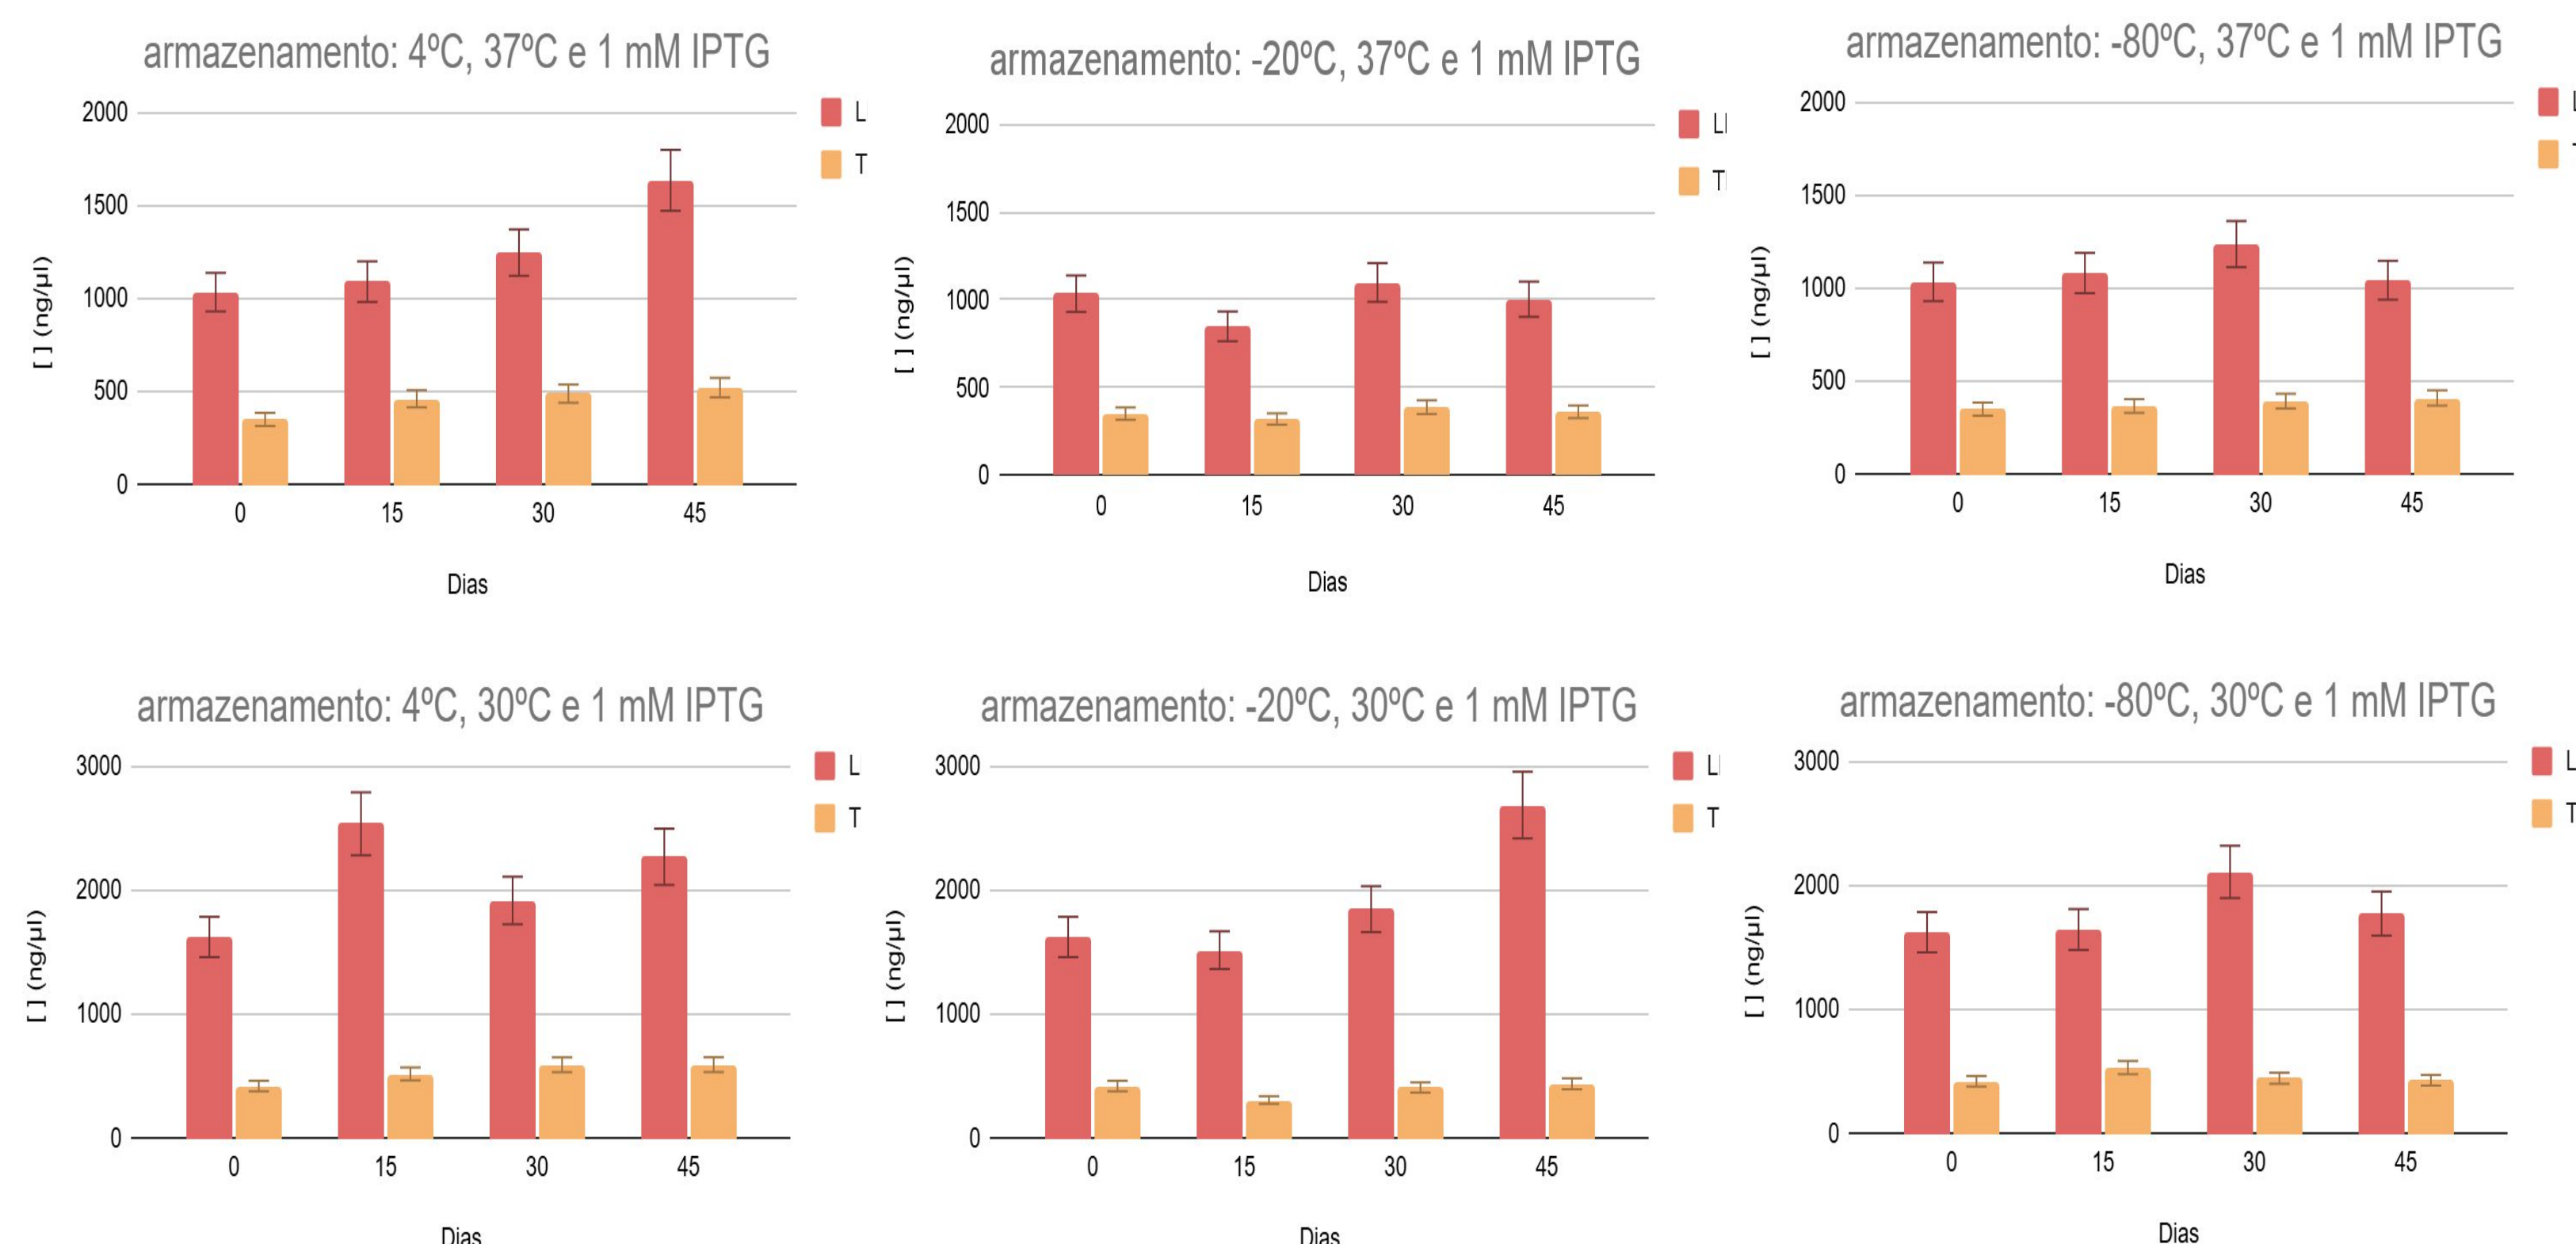 armazenamento: 4ºC, 37ºC e 1 mM IPTG
2000
1500
1000
500
0
[ ] (ng/µl)
0 15 30 45
Dias
L
T
armazenamento: -20ºC, 37ºC e 1 mM IPTG
2000
1500
1000
500
0
[ ] (ng/µl)
0 15 30 45
Dias
LI
T
armazenamento: -80ºC, 37ºC e 1 mM IPTG
2000
1500
1000
500
0
[ ] (ng/µl)
0 15 30 45
Dias
armazenamento: 4ºC, 30ºC e 1 mM IPTG
3000
2000
1000
0
[ ] (ng/µl)
0 15 30 45
Dias
L
T
armazenamento: -20ºC, 30ºC e 1 mM IPTG
3000
2000
1000
0
[ ] (ng/µl)
0 15 30 45
Dias
LI
T
armazenamento: -80ºC, 30ºC e 1 mM IPTG
3000
2000
1000
0
[ ] (ng/µl)
0 15 30 45
Dias
L
T